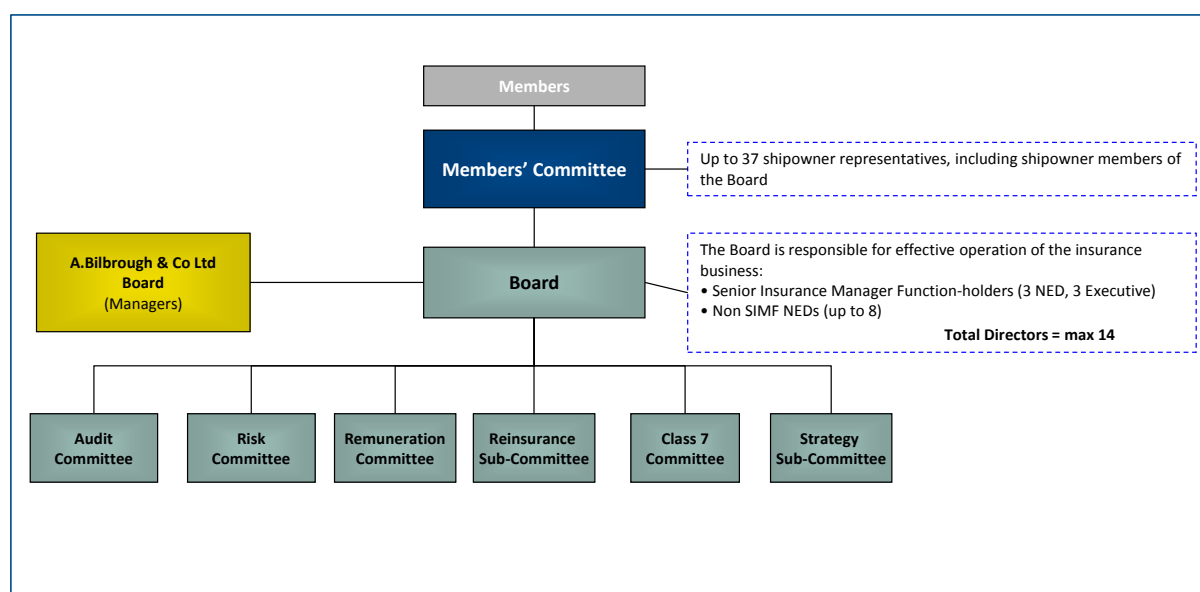 Members
Members’ Committee
Up to 37 shipowner representatives, including shipowner members of
the Board
A.Bilbrough & Co Ltd
Board
(Managers)
Board
The Board is responsible for effective operation of the insurance
business:
• Senior Insurance Manager Function-holders (3 NED, 3 Executive)
• Non SIMF NEDs (up to 8)
Total Directors = max 14
Audit
Committee
Risk
Committee
Remuneration
Committee
Reinsurance
Sub-Committee
Class 7
Committee
Strategy
Sub-Committee